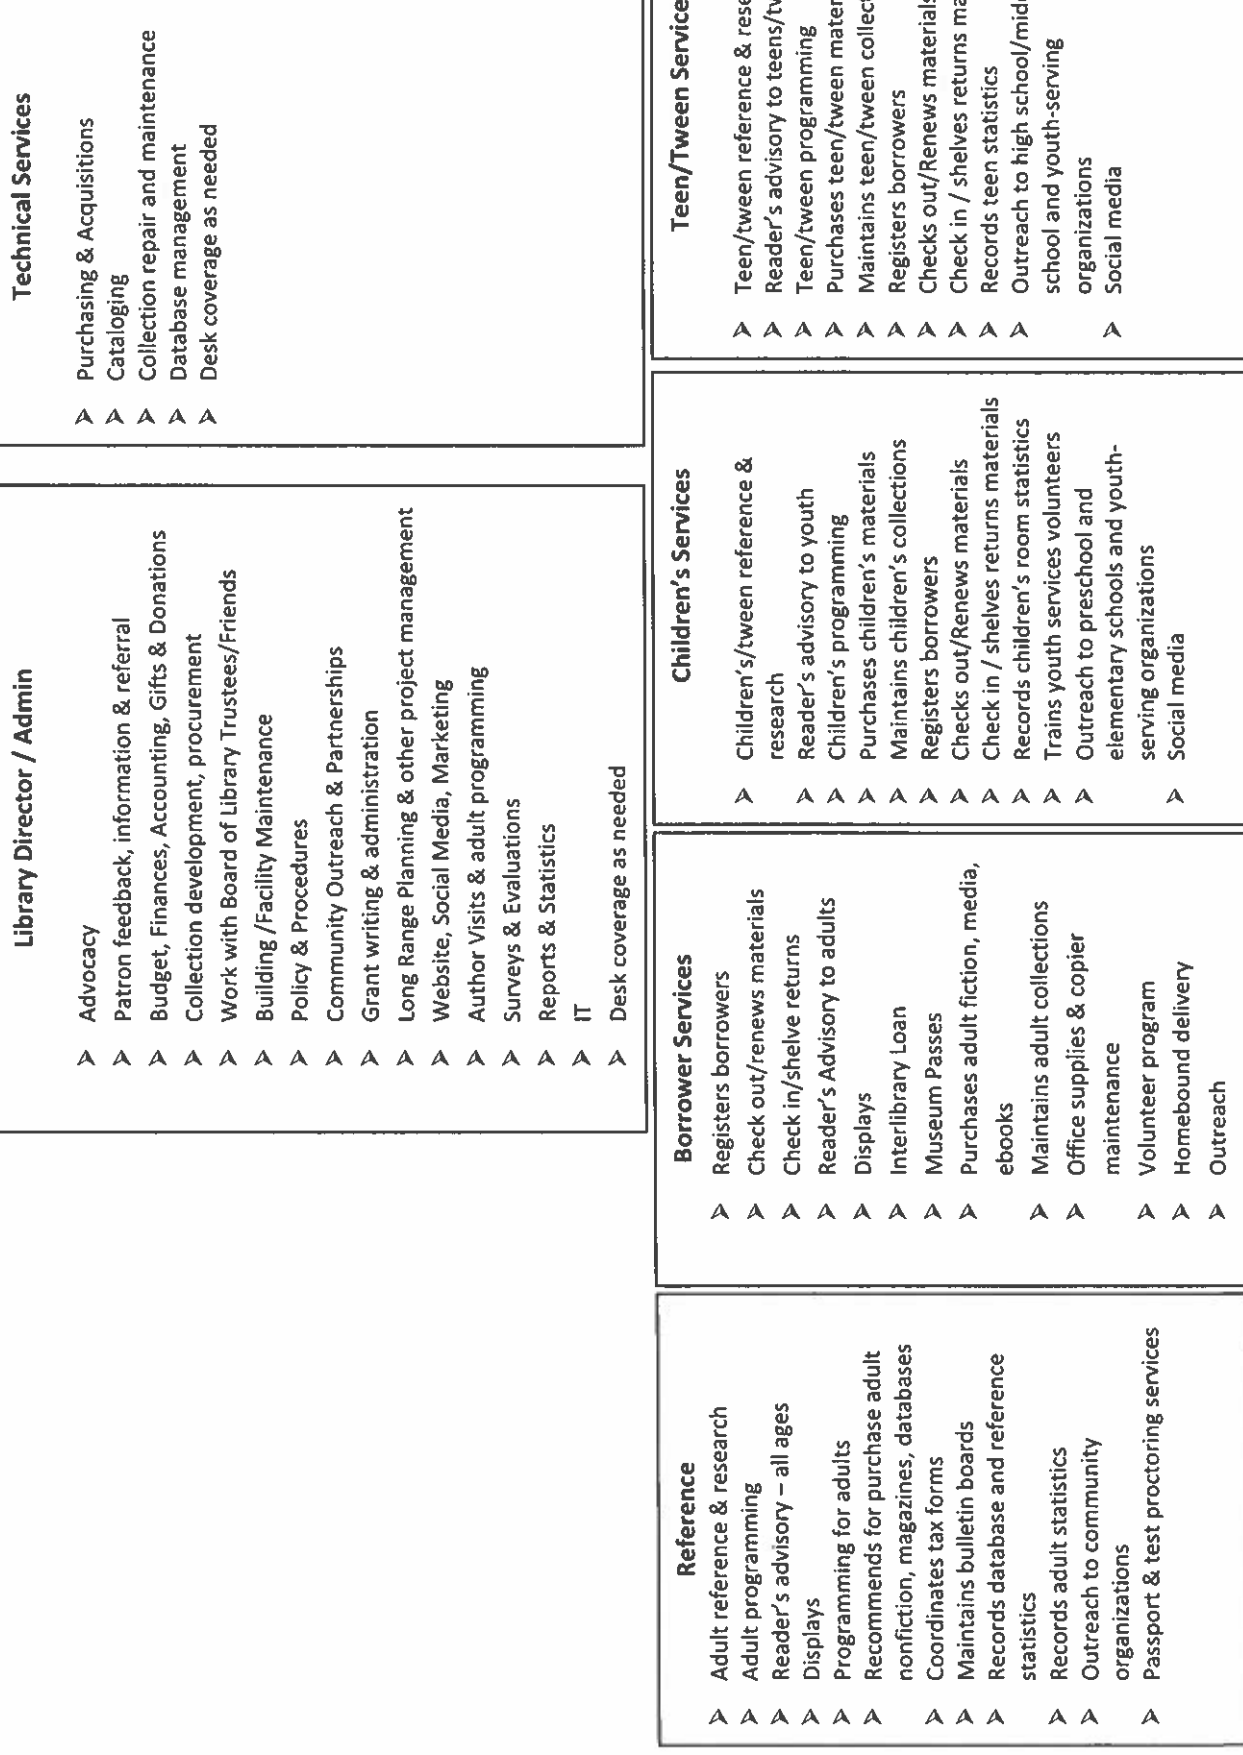 Library Director / Admin
Advocacy
Patron feedback, information & referral
Budget, Finances, Accounting, Gifts & Donations
Collection development, procurement
Work with Board of Library Trustees/Friends
Building /Facility Maintenance
Policy & Procedures
Community Outreach & Partnerships
Grant writing & administration
Long Range Planning & other project management
Website, Social Media, Marketing
Author Visits & adult programming
Surveys & Evaluations
Reports & Statistics
IT
Desk coverage as needed
Technical Services
Purchasing & Acquisitions
Cataloging
Collection repair and maintenance
Database management
Desk coverage as needed
Reference
Adult reference & research
Adult programming
Reader's advisory – all ages
Displays
Programming for adults
Recommends for purchase adult
nonfiction, magazines, databases
Coordinates tax forms
Maintains bulletin boards
Records database and reference
statistics
Records adult statistics
Outreach to community
organizations
Passport & test proctoring services
Borrower Services
Registers borrowers
Check out/renews materials
Check in/shelve returns
Reader's Advisory to adults
Displays
Interlibrary Loan
Museum Passes
Purchases adult fiction, media,
ebooks
Maintains adult collections
Office supplies & copier
maintenance
Volunteer program
Homebound delivery
Outreach
Children's Services
Children's/tween reference &
research
Reader's advisory to youth
Children's programming
Purchases children's materials
Maintains children's collections
Registers borrowers
Checks out/Renews materials
Check in / shelves returns materials
Records children's room statistics
Trains youth services volunteers
Outreach to preschool and
elementary schools and youth-
serving organizations
Social media
Teen/Tween Service
Teen/tween reference & rese
Reader's advisory to teens/tw
Teen/tween programming
Purchases teen/tween mater
Maintains teen/tween collect
Registers borrowers
Checks out/Renews materials
Check in / shelves returns ma
Records teen statistics
Outreach to high school/mid
school and youth-serving
organizations
Social media